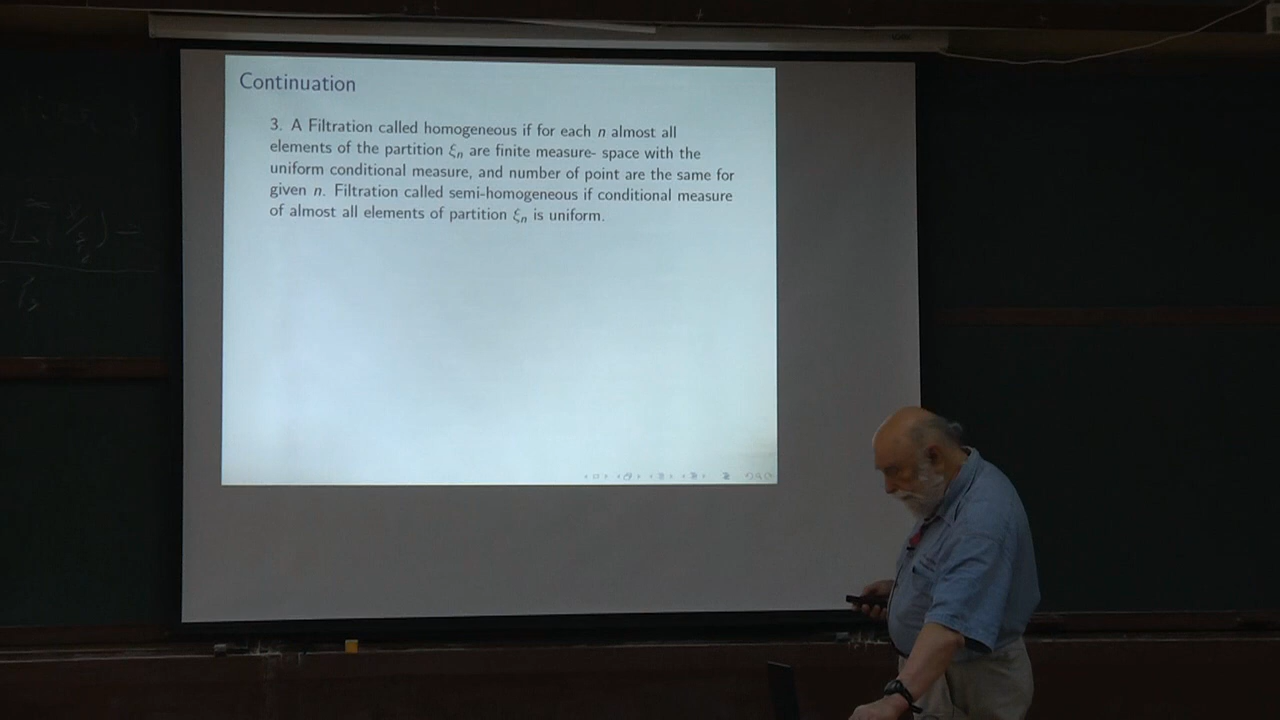 Continuation
3. A Filtration called homogeneous if for each n almost all
elements of the partition ξn are finite measure- space with the
uniform conditional measure, and number of point are the same for
given n. Filtration called semi-homogeneous if conditional measure
of almost all elements of partition ξn is uniform.